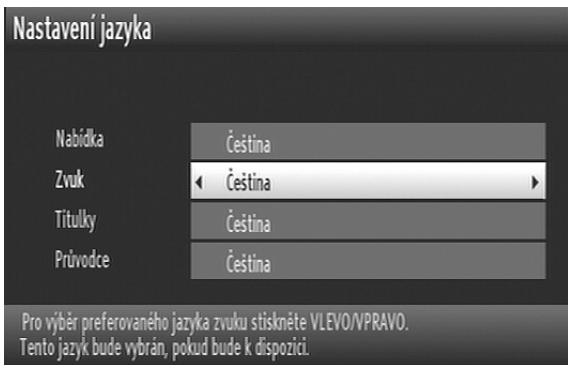 Nastavení jazyka
Nabídka Čeština
Zvuk Čeština
Titulky Čeština
Průvodce Čeština
Pro výběr preferovaného jazyka zvuku stiskněte VLEVO/VPRAVO.
Tento jazyk bude vybrán, pokud bude k dispozici.